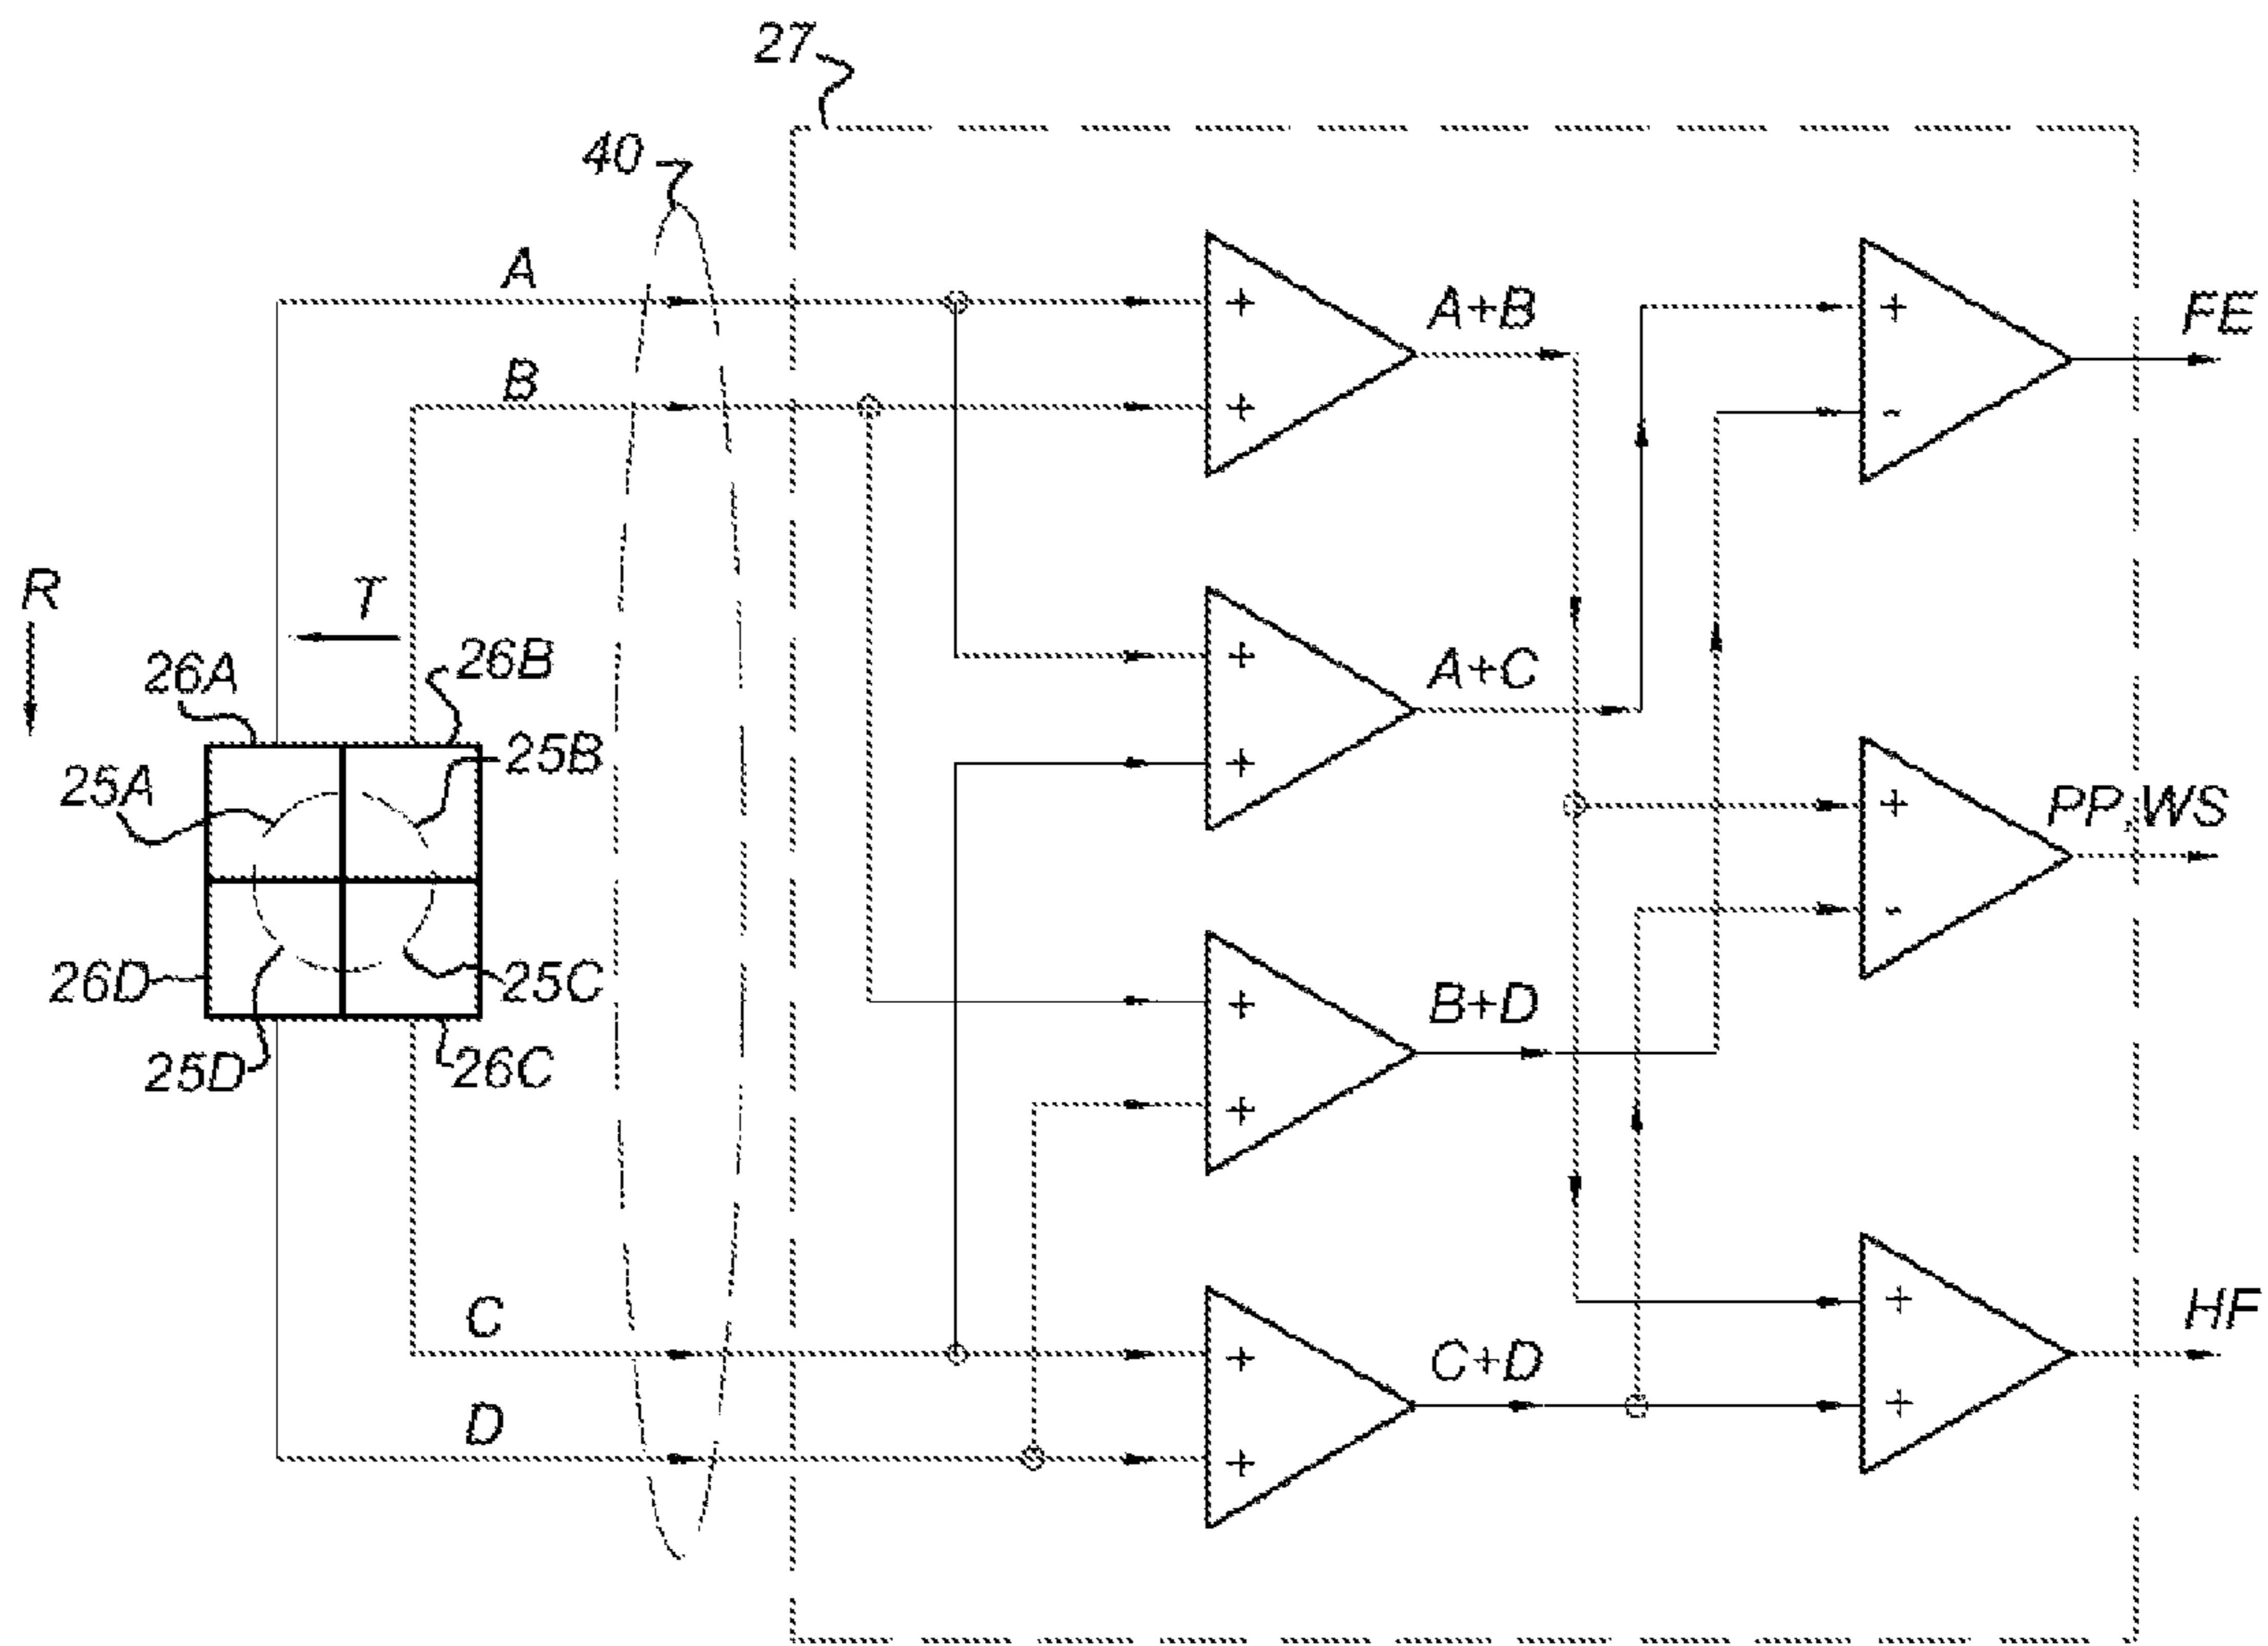 27
40
A
A+B
FE
+
+
+
-
B
R
T
26A
26B
A+C
+
+
25A
25B
PP,WS
+
-
26D
25C
B+D
+
+
25D
26C
C
C+D
HF
+
+
+
+
D